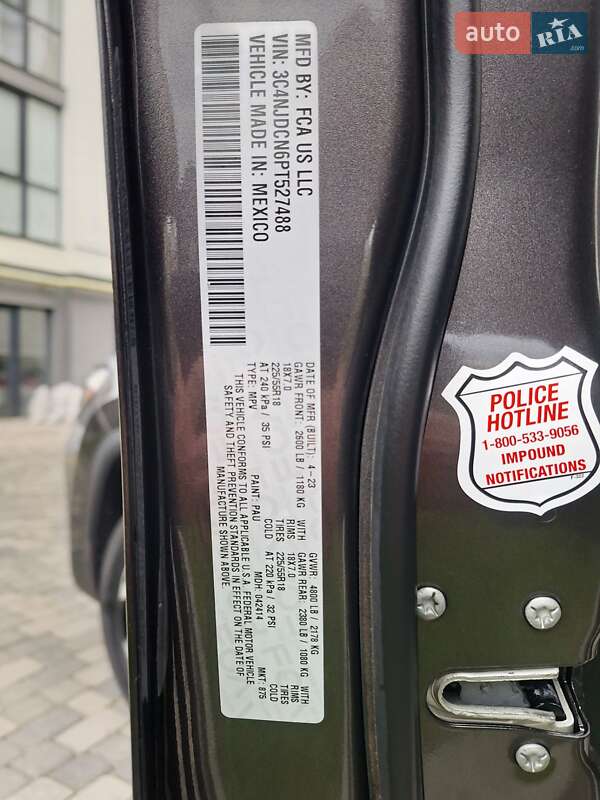 auto RIA.com
MFD BY: FCA US LLC
VIN: 3C4NJDCN6PT527488
VEHICLE MADE IN: MEXICO
DATE OF MFR (BUILT): 4-23 GVWR: 4800 LB / 2178 KG
GAWR FRONT: 2600 LB / 1180 KG WITH GAWR REAR: 2380 LB / 1080 KG WITH
18X7.0 RIMS 18X7.0 RIMS
225/55R18 TIRES 225/55R18 TIRES
AT 240 kPa / 35 PSI COLD AT 220 kPa / 32 PSI COLD
TYPE: MPV PAINT: PAU MDH: 042414 MKT: 875
THIS VEHICLE CONFORMS TO ALL APPLICABLE U.S.A. FEDERAL MOTOR VEHICLE
SAFETY AND THEFT PREVENTION STANDARDS IN EFFECT ON THE DATE OF
MANUFACTURE SHOWN ABOVE.
POLICE
HOTLINE
1-800-533-9056
IMPOUND
NOTIFICATIONS